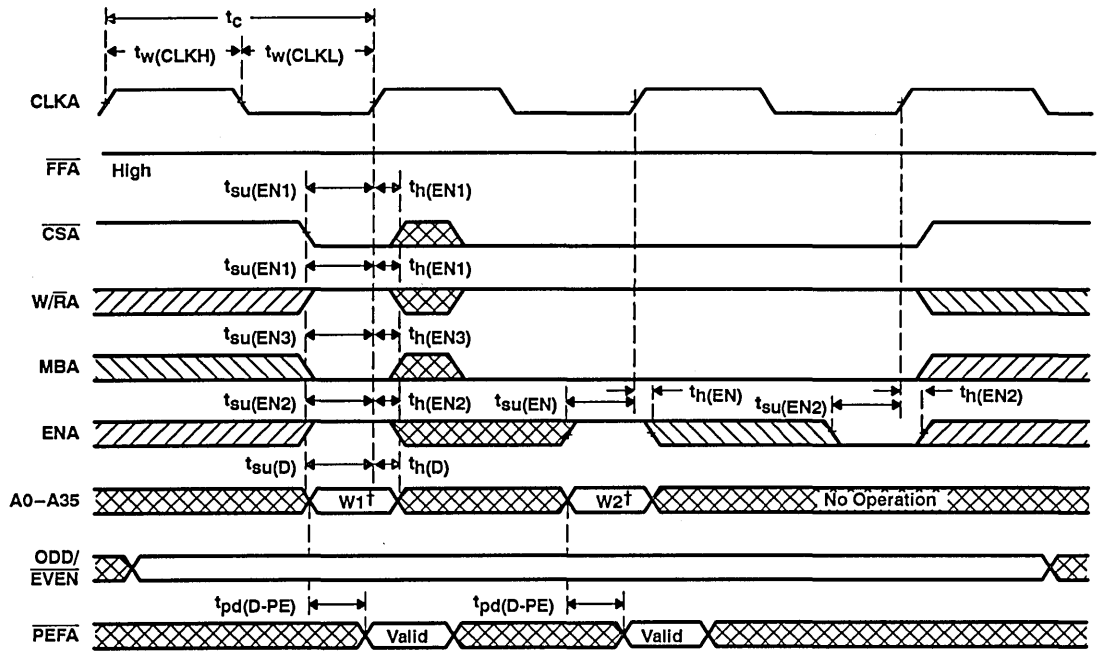 tc
tw(CLKH)
tw(CLKL)
CLKA
FFA
High
tsu(EN1)
th(EN1)
CSA
tsu(EN1)
th(EN1)
W/RA
tsu(EN3)
th(EN3)
MBA
tsu(EN2)
th(EN2)
tsu(EN)
th(EN)
tsu(EN2)
th(EN2)
ENA
tsu(D)
th(D)
A0–A35
W1†
W2†
No Operation
ODD/
EVEN
tpd(D-PE)
tpd(D-PE)
PEFA
Valid
Valid